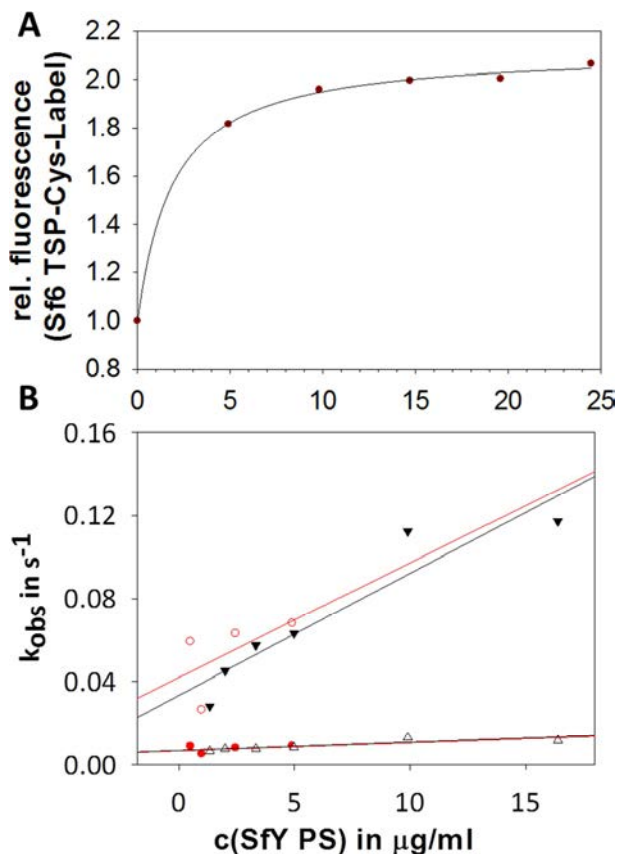 A
rel. fluorescence
(Sf6 TSP-Cys-Label)
2.2
2.0
1.8
1.6
1.4
1.2
1.0
0.8
0 5 10 15 20 25
B
kobs in s-1
0.16
0.12
0.08
0.04
0.00
0 5 10 15
c(SfY PS) in μg/ml